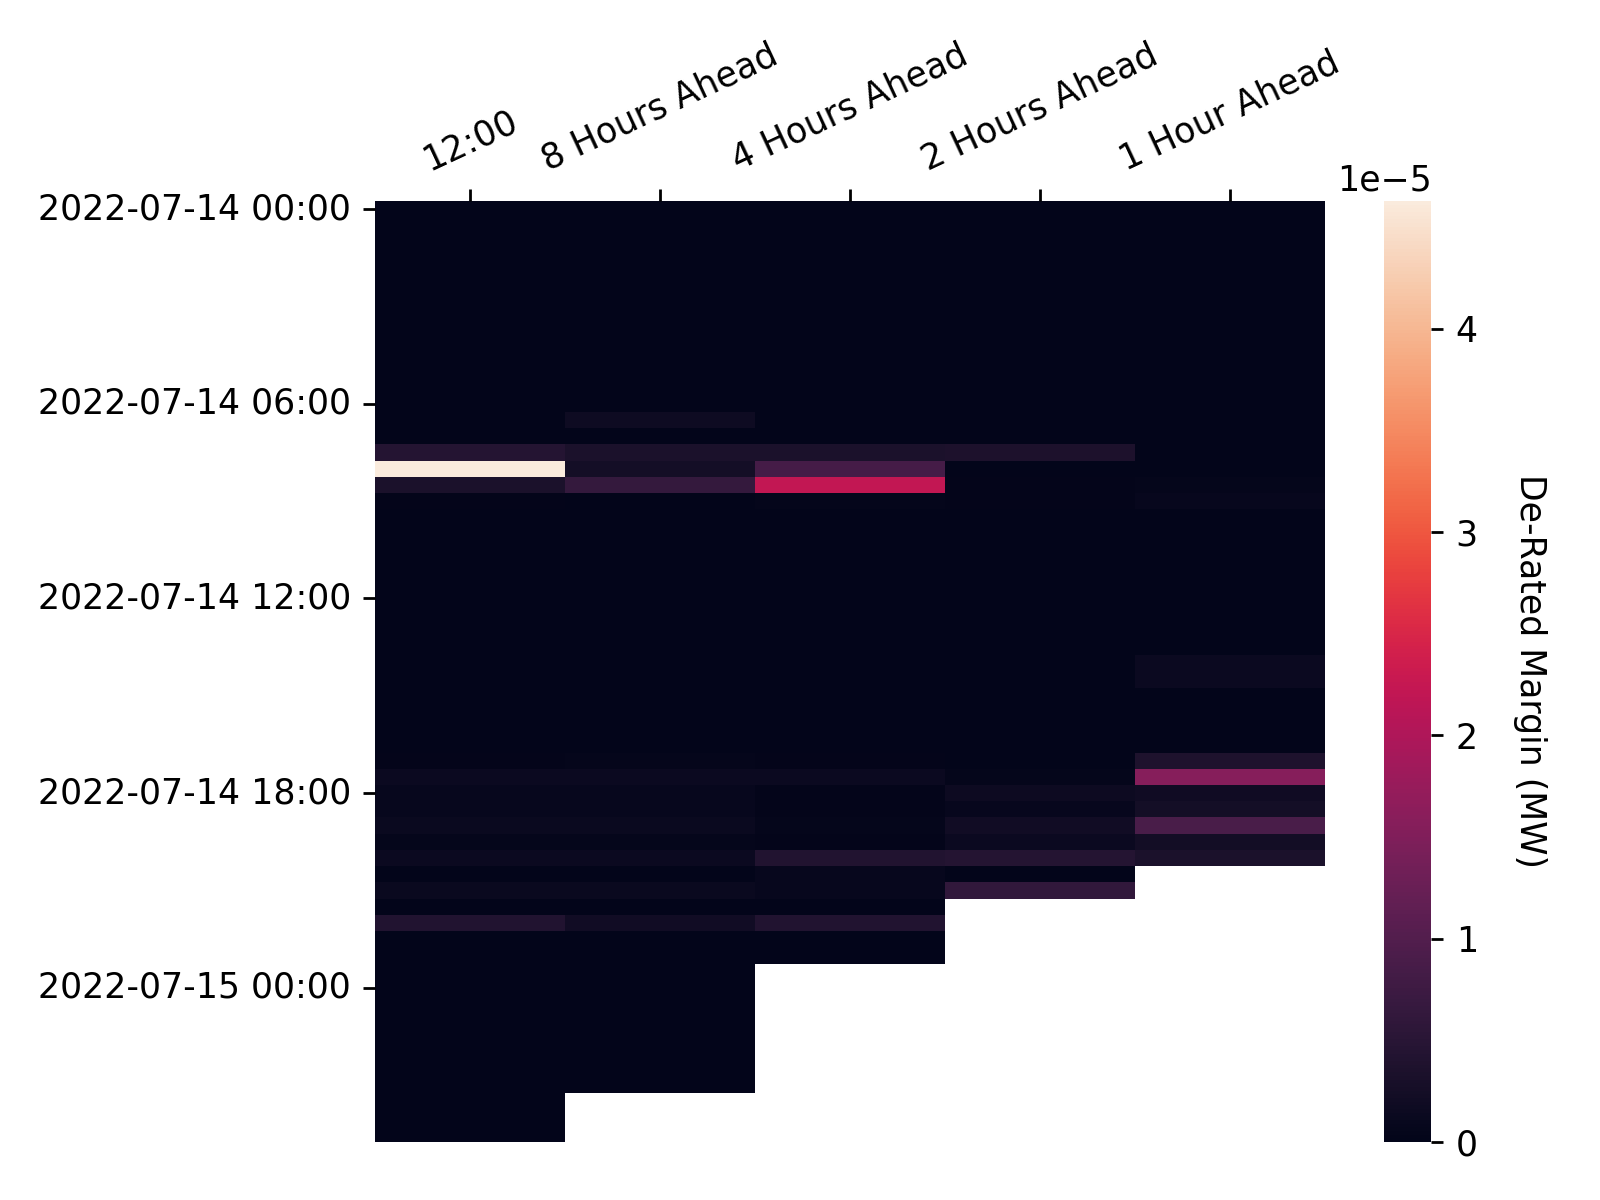 12:00
8 Hours Ahead
4 Hours Ahead
2 Hours Ahead
1 Hour Ahead
1e−5
2022-07-14 00:00
2022-07-14 06:00
2022-07-14 12:00
2022-07-14 18:00
2022-07-15 00:00
4
3
2
1
0
De-Rated Margin (MW)